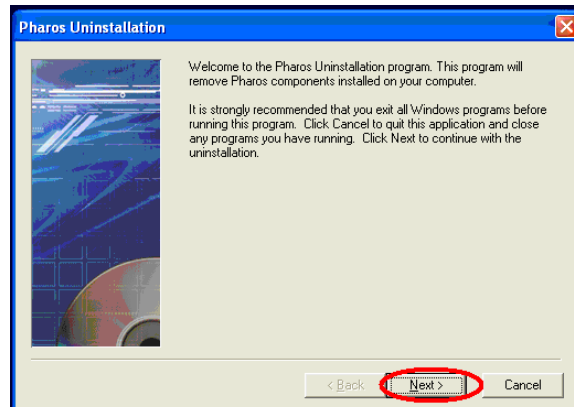 Pharos Uninstallation
Welcome to the Pharos Uninstallation program. This program will
remove Pharos components installed on your computer.
It is strongly recommended that you exit all Windows programs before
running this program. Click Cancel to quit this application and close
any programs you have running. Click Next to continue with the
uninstallation.
< Back
Next >
Cancel